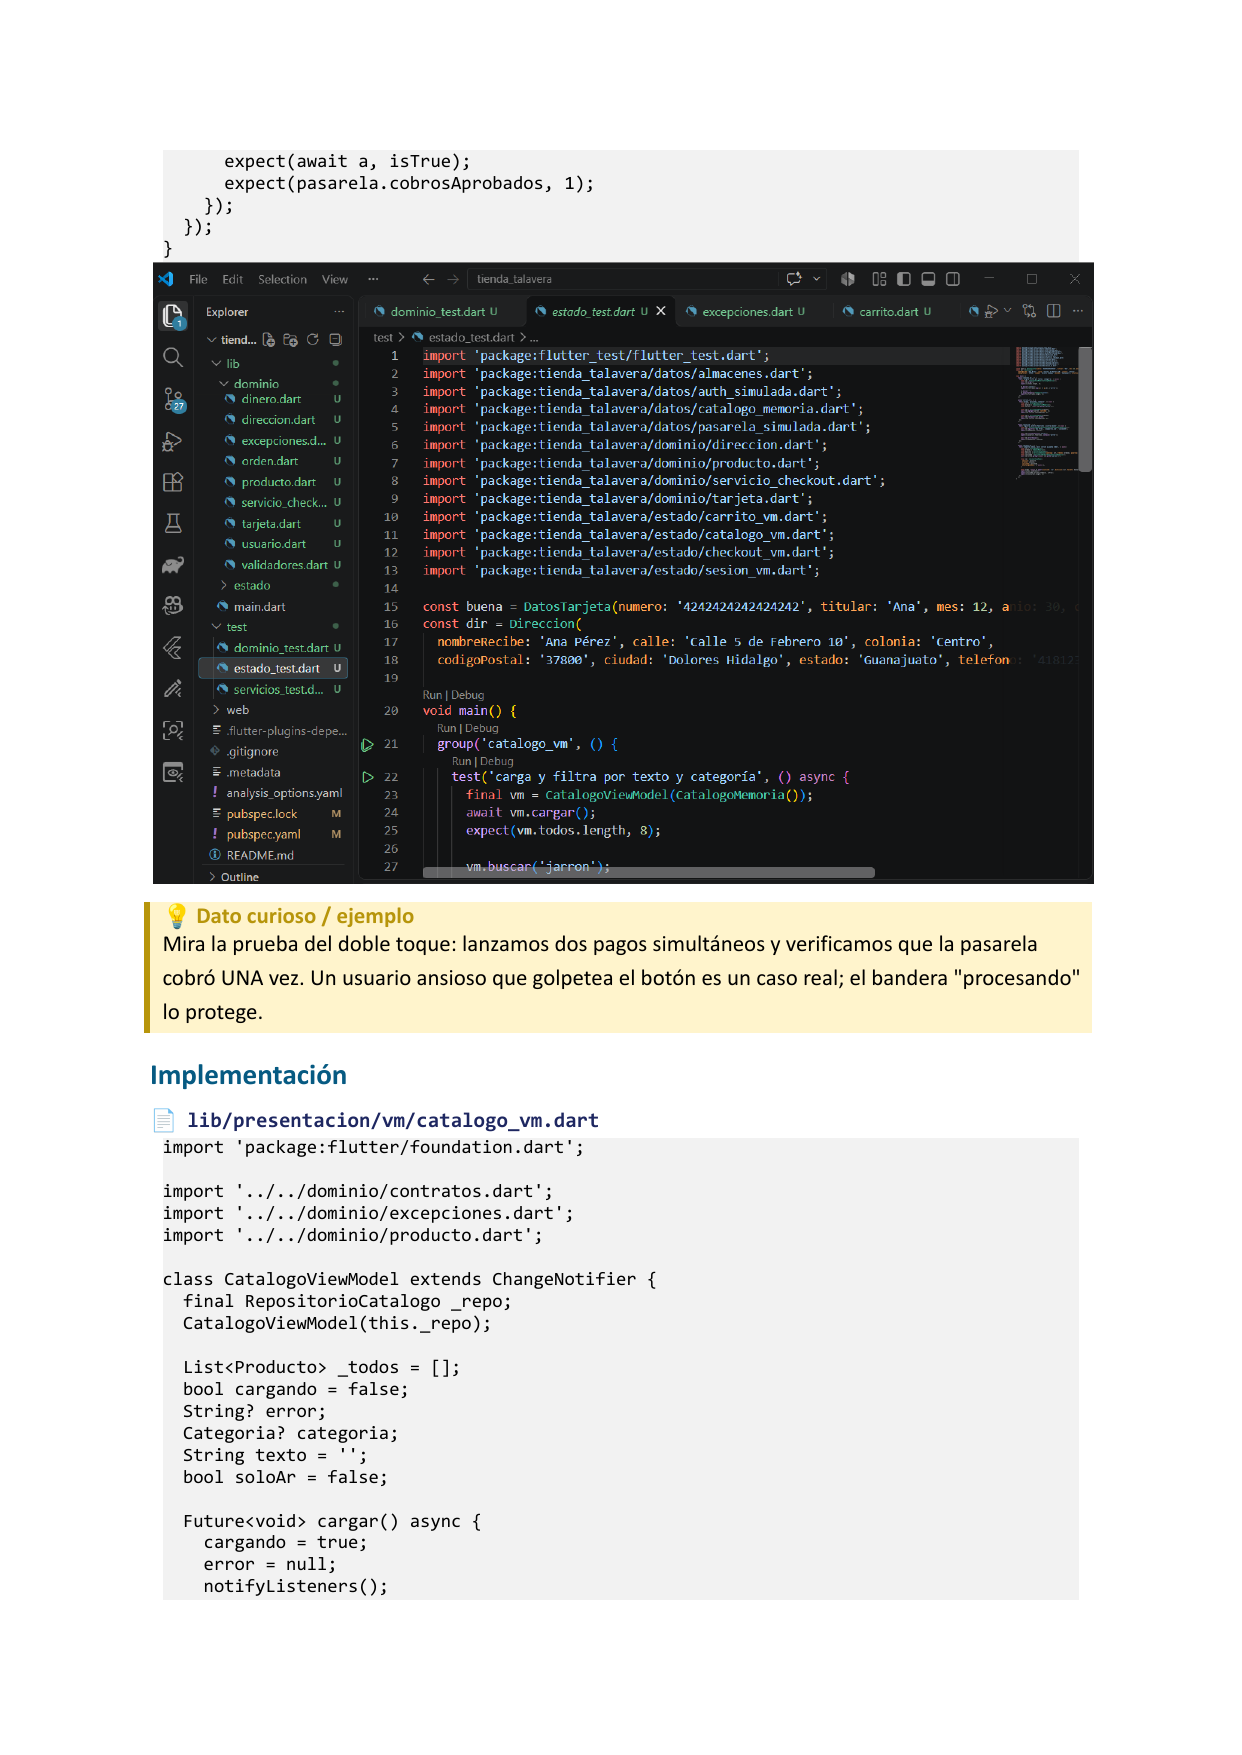 expect(await a, isTrue);
expect(pasarela.cobrosAprobados, 1);
});
});
}
File Edit Selection View ··· tienda_talavera
Explorer ···
tiend...
lib
dominio
dinero.dart U
direccion.dart U
excepciones.d... U
orden.dart U
producto.dart U
servicio_check... U
tarjeta.dart U
usuario.dart U
validadores.dart U
estado
main.dart
test
dominio_test.dart U
estado_test.dart U
servicios_test.d... U
web
.flutter-plugins-depe...
.gitignore
.metadata
analysis_options.yaml
pubspec.lock M
pubspec.yaml M
README.md
Outline
1
27
dominio_test.dart U estado_test.dart U excepciones.dart U carrito.dart U ···
test > estado_test.dart > ...
1 import 'package:flutter_test/flutter_test.dart';
2 import 'package:tienda_talavera/datos/almacenes.dart';
3 import 'package:tienda_talavera/datos/auth_simulada.dart';
4 import 'package:tienda_talavera/datos/catalogo_memoria.dart';
5 import 'package:tienda_talavera/datos/pasarela_simulada.dart';
6 import 'package:tienda_talavera/dominio/direccion.dart';
7 import 'package:tienda_talavera/dominio/producto.dart';
8 import 'package:tienda_talavera/dominio/servicio_checkout.dart';
9 import 'package:tienda_talavera/dominio/tarjeta.dart';
10 import 'package:tienda_talavera/estado/carrito_vm.dart';
11 import 'package:tienda_talavera/estado/catalogo_vm.dart';
12 import 'package:tienda_talavera/estado/checkout_vm.dart';
13 import 'package:tienda_talavera/estado/sesion_vm.dart';
14
15 const buena = DatosTarjeta(numero: '4242424242424242', titular: 'Ana', mes: 12, anio: 30, c
16 const dir = Direccion(
17 nombreRecibe: 'Ana Pérez', calle: 'Calle 5 de Febrero 10', colonia: 'Centro',
18 codigoPostal: '37800', ciudad: 'Dolores Hidalgo', estado: 'Guanajuato', telefono: '41812
19
Run | Debug
20 void main() {
Run | Debug
21 group('catalogo_vm', () {
Run | Debug
22 test('carga y filtra por texto y categoría', () async {
23 final vm = CatalogoViewModel(CatalogoMemoria());
24 await vm.cargar();
25 expect(vm.todos.length, 8);
26
27 vm.buscar('jarron');
💡 Dato curioso / ejemplo
Mira la prueba del doble toque: lanzamos dos pagos simultáneos y verificamos que la pasarela
cobró UNA vez. Un usuario ansioso que golpetea el botón es un caso real; el bandera "procesando"
lo protege.
Implementación
📄 lib/presentacion/vm/catalogo_vm.dart
import 'package:flutter/foundation.dart';
import '../../dominio/contratos.dart';
import '../../dominio/excepciones.dart';
import '../../dominio/producto.dart';
class CatalogoViewModel extends ChangeNotifier {
final RepositorioCatalogo _repo;
CatalogoViewModel(this._repo);
List<Producto> _todos = [];
bool cargando = false;
String? error;
Categoria? categoria;
String texto = '';
bool soloAr = false;
Future<void> cargar() async {
cargando = true;
error = null;
notifyListeners();